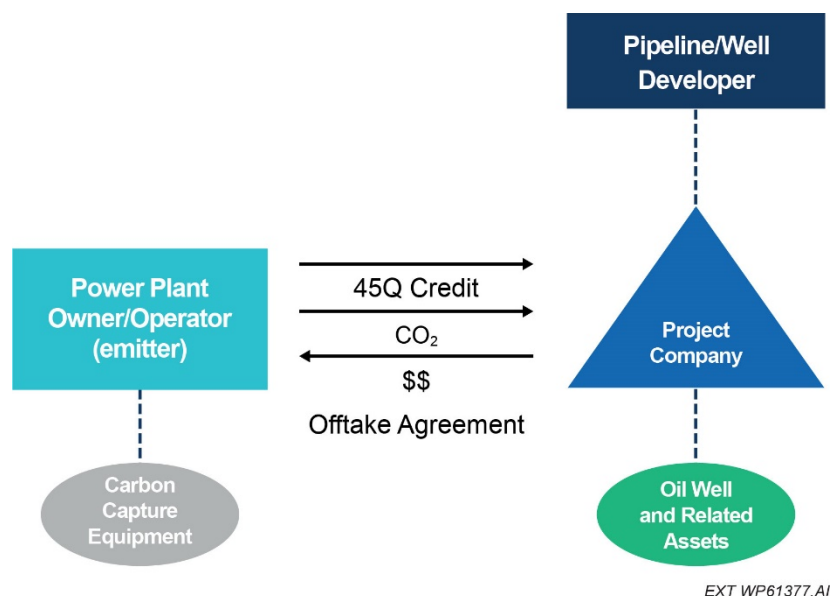 Pipeline/Well
Developer
Power Plant
Owner/Operator
(emitter)
45Q Credit
CO₂
$$
Offtake Agreement
Project
Company
Carbon
Capture
Equipment
Oil Well
and Related
Assets
EXT WP61377.AI